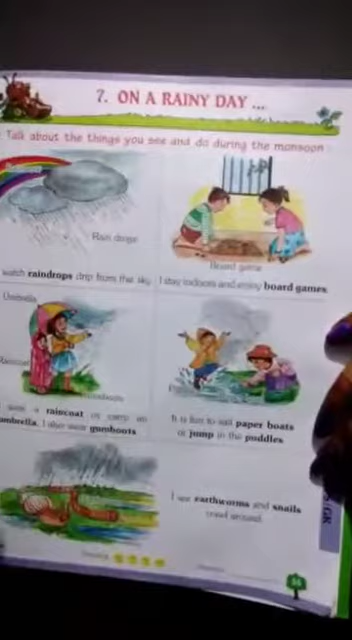 7. ON A RAINY DAY ...
Talk about the things you see and do during the monsoon
Rain drops
Board game
watch raindrops drip from the sky
I stay indoors and enjoy board games
Umbrella
Raincoat
Gumboots
wear a raincoat or carry an
umbrella. I also wear gumboots
It is fun to sail paper boats
or jump in the puddles
I see earthworms and snails
crawl around